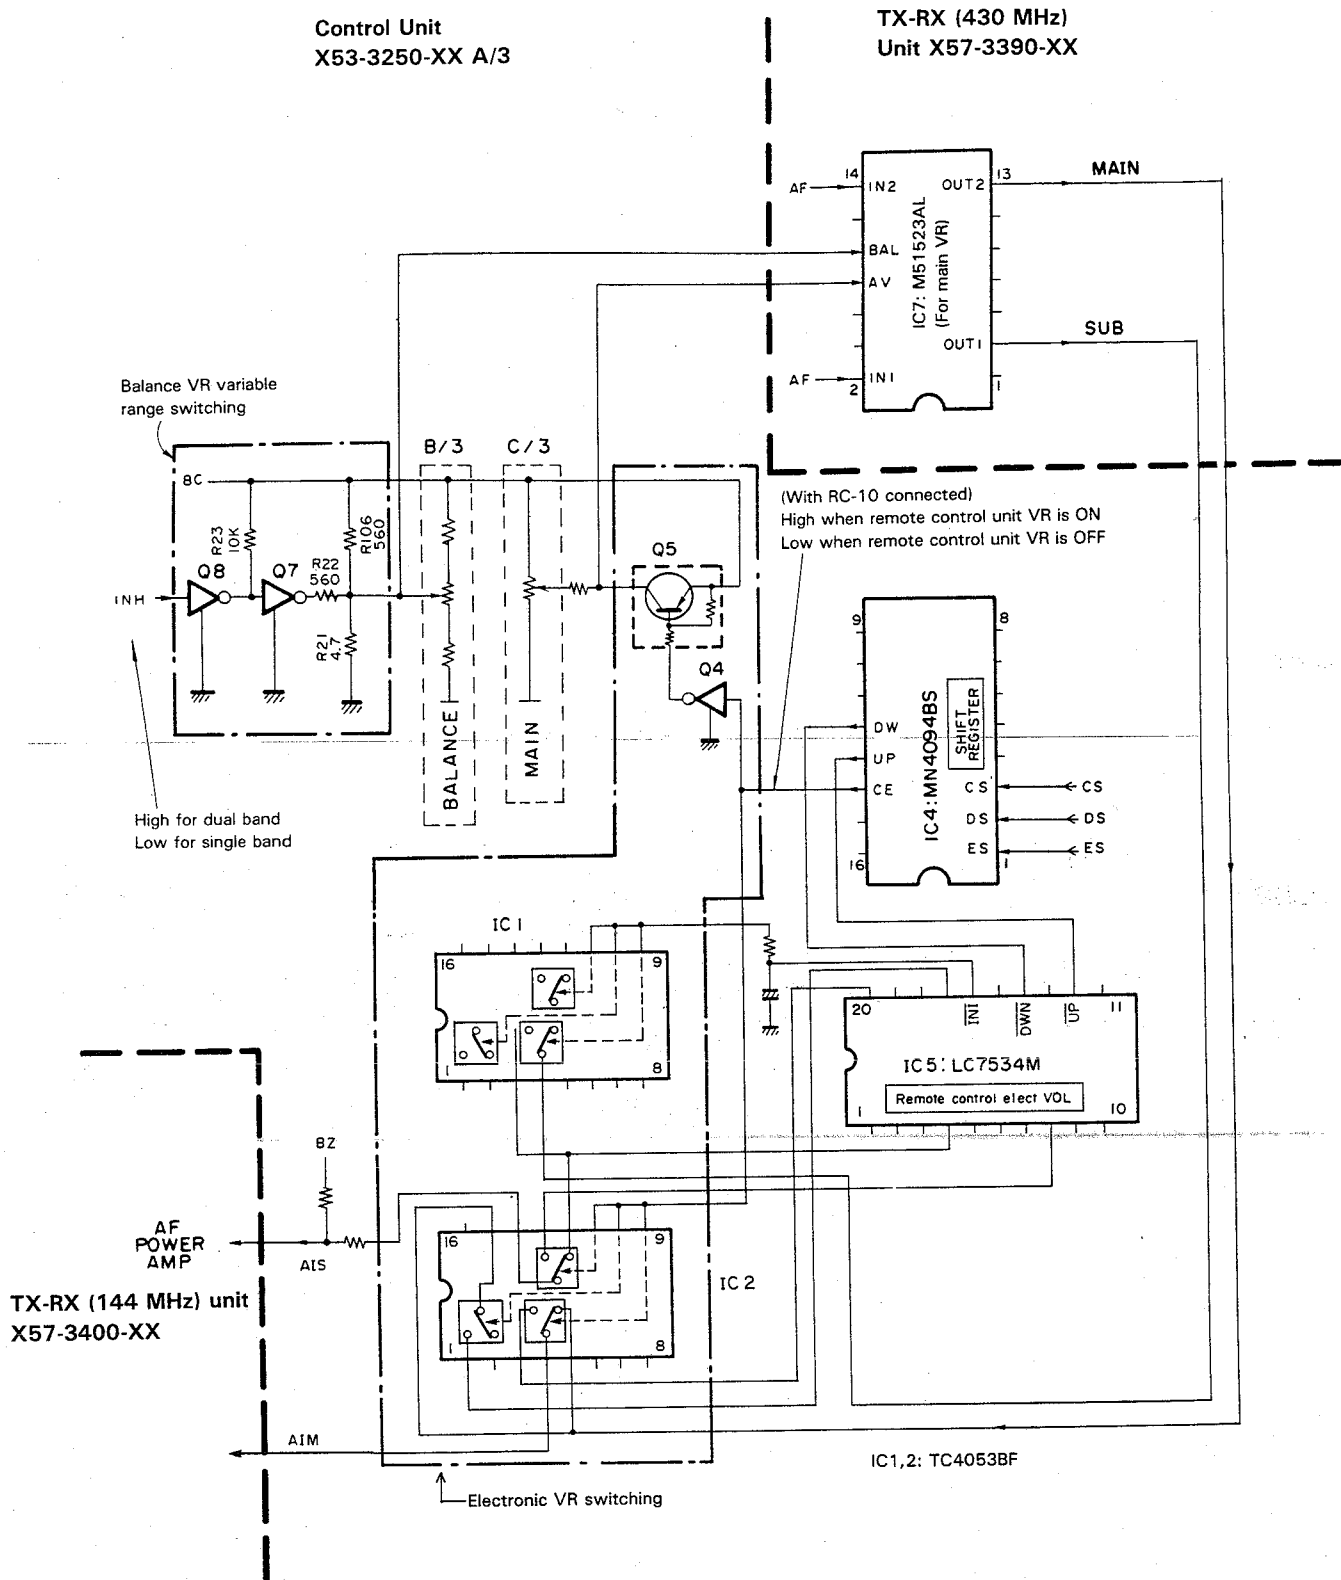 Control Unit
X53-3250-XX A/3
TX-RX (430 MHz)
Unit X57-3390-XX
14
13
MAIN
AF
IN2
OUT2
BAL
AV
IC7: M51523AL
(For main VR)
OUT1
SUB
AF
IN1
2
1
Balance VR variable
range switching
B/3
C/3
8C
R23
10K
R106
560
Q8
Q7
R22
560
INH
R21
4.7
BALANCE
MAIN
Q5
Q4
(With RC-10 connected)
High when remote control unit VR is ON
Low when remote control unit VR is OFF
High for dual band
Low for single band
9
8
DW
UP
CE
IC4:MN4094BS
SHIFT
REGISTER
CS
CS
DS
DS
ES
ES
16
1
IC 1
16
9
1
8
20
INI
DWN
UP
11
IC5: LC7534M
Remote control elect VOL
1
10
BZ
AF
POWER
AMP
AIS
TX-RX (144 MHz) unit
X57-3400-XX
16
9
IC 2
1
8
AIM
IC1,2: TC4053BF
Electronic VR switching